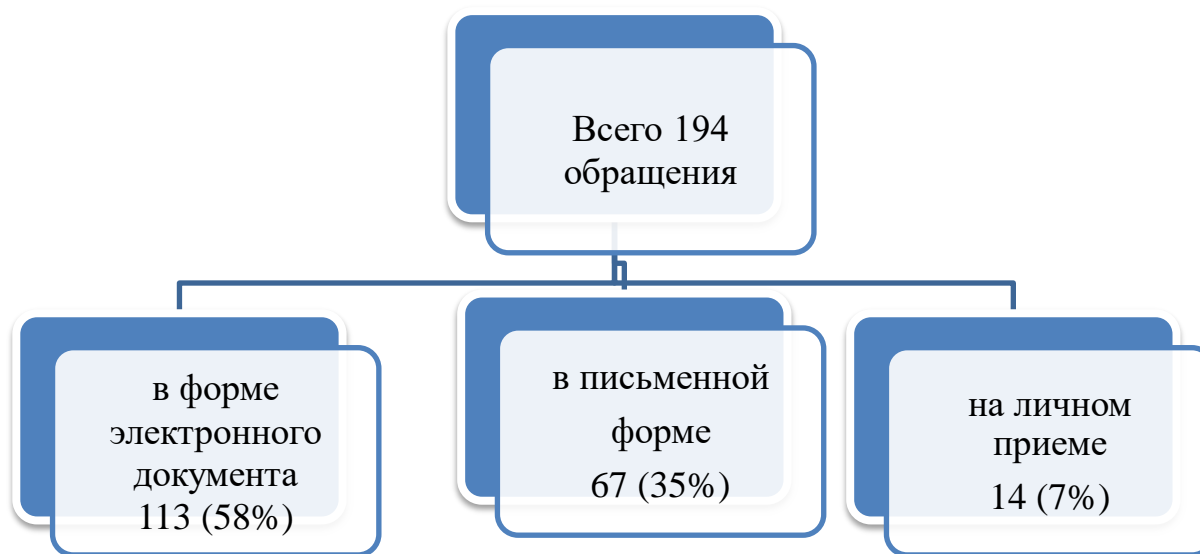 Всего 194
обращения
в форме
электронного
документа
113 (58%)
в письменной
форме
67 (35%)
на личном
приеме
14 (7%)